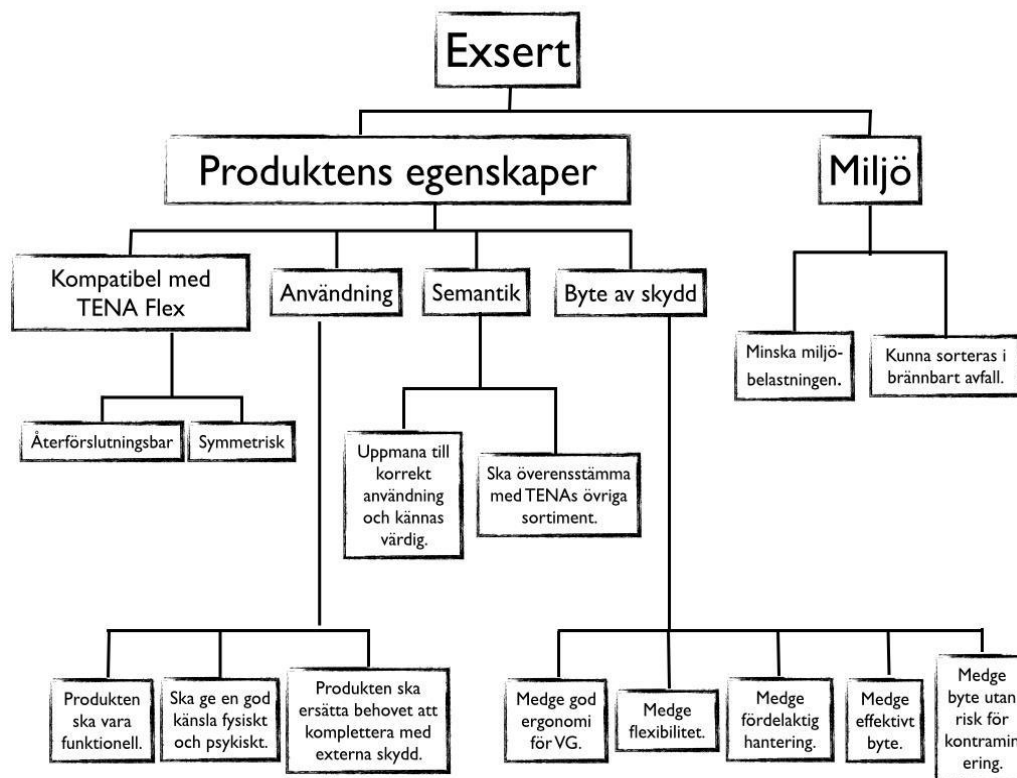 Exsert
Produktens egenskaper
Miljö
Kompatibel med
TENA Flex
Användning
Semantik
Byte av skydd
Minska miljö-
belastningen.
Kunna sorteras i
brännbart avfall.
Återförslutningsbar
Symmetrisk
Uppmana till
korrekt
användning
och kännas
värdig.
Ska överensstämma
med TENAs övriga
sortiment.
Produkten
ska vara
funktionell.
Ska ge en god
känsla fysiskt
och psykiskt.
Produkten ska
ersätta behovet att
komplettera med
externa skydd.
Medge god
ergonomi
för VG.
Medge
flexibilitet.
Medge
fördelaktig
hantering.
Medge
effektivt
byte.
Medge
byte utan
risk för
kontramin
ering.